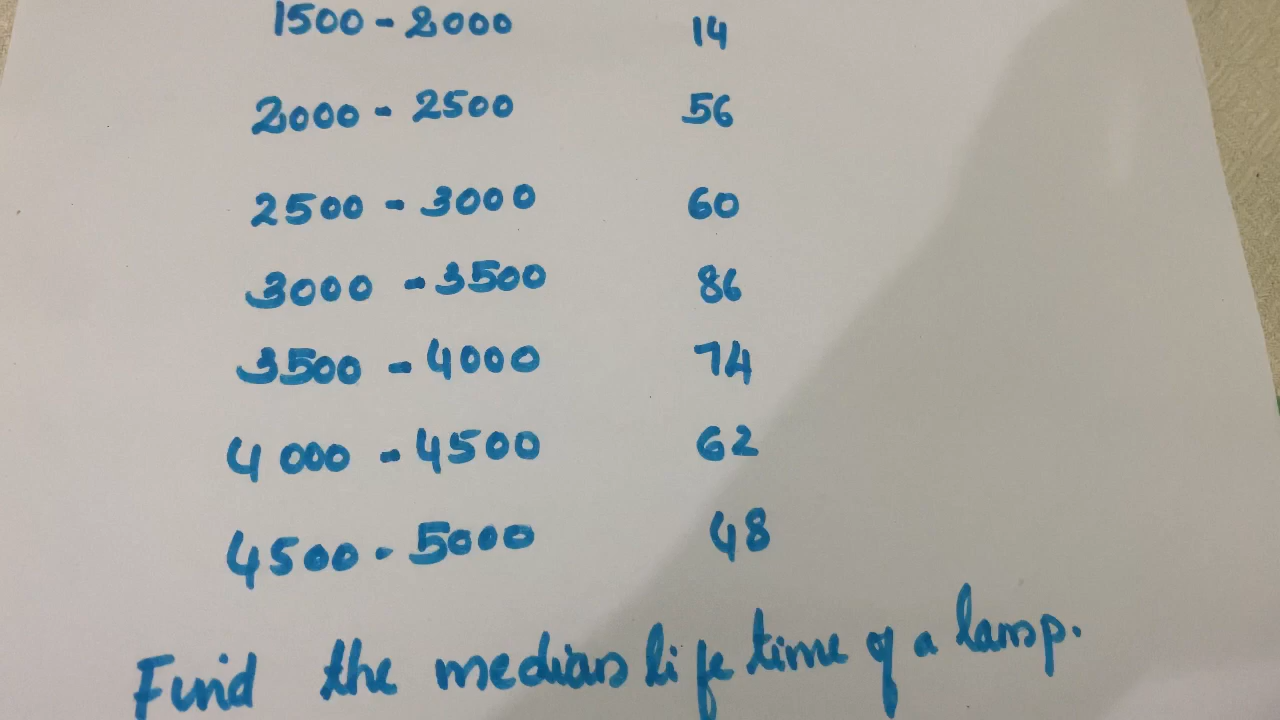 1500 - 2000 14
2000 - 2500 56
2500 - 3000 60
3000 - 3500 86
3500 - 4000 74
4000 - 4500 62
4500 - 5000 48
Find the median life time of a lamp.